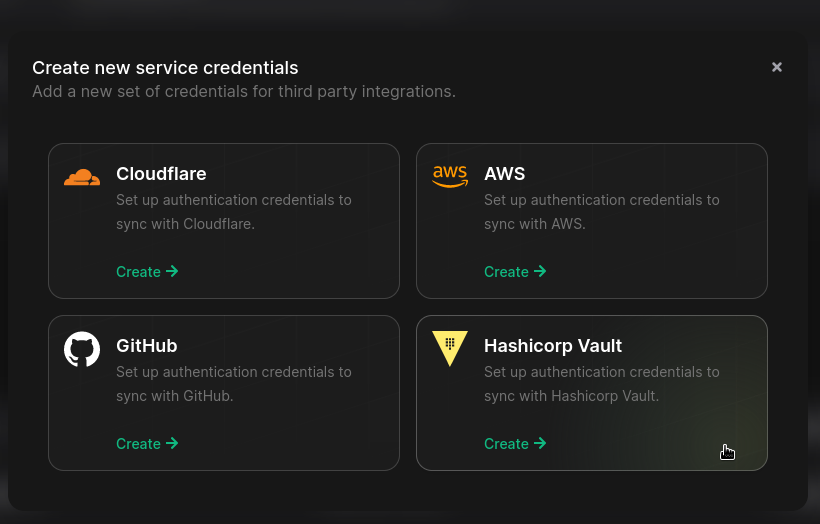 Create new service credentials
Add a new set of credentials for third party integrations.
Cloudflare
Set up authentication credentials to
sync with Cloudflare.
Create
aws
AWS
Set up authentication credentials to
sync with AWS.
Create
GitHub
Set up authentication credentials to
sync with GitHub.
Create
Hashicorp Vault
Set up authentication credentials to
sync with Hashicorp Vault.
Create